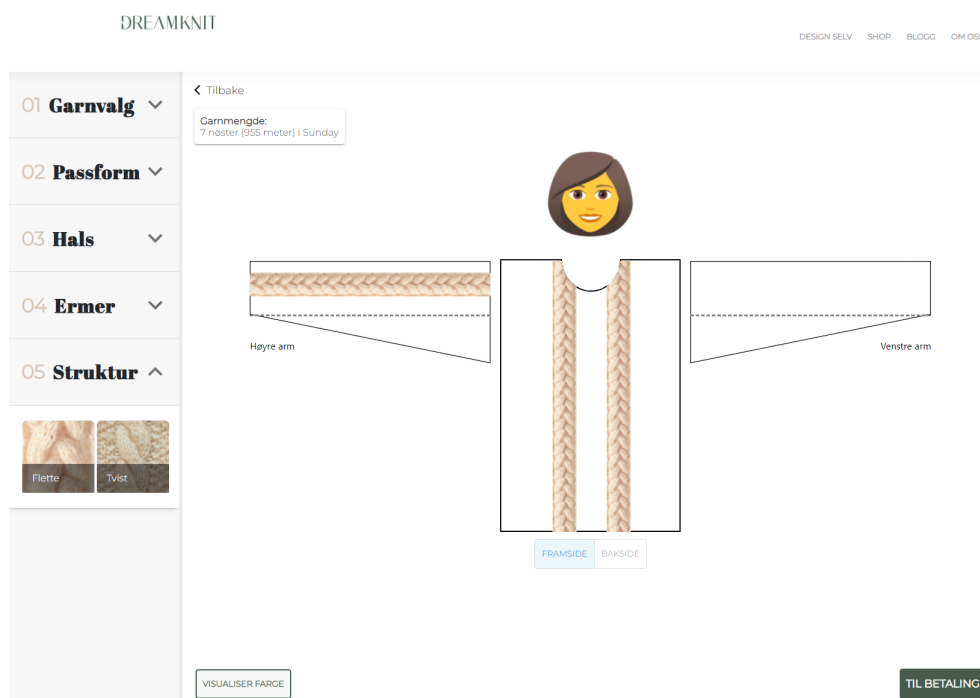 DREAMKNIT
DESIGN SELV SHOP BLOGG OM OSS
01 Garnvalg
02 Passform
03 Hals
04 Ermer
05 Struktur
Flette Tvist
Tilbake
Garnmengde:
7 nøster (955 meter) i Sunday
Høyre arm
Venstre arm
FRAMSIDE BAKSIDE
VISUALISER FARGE
TIL BETALING